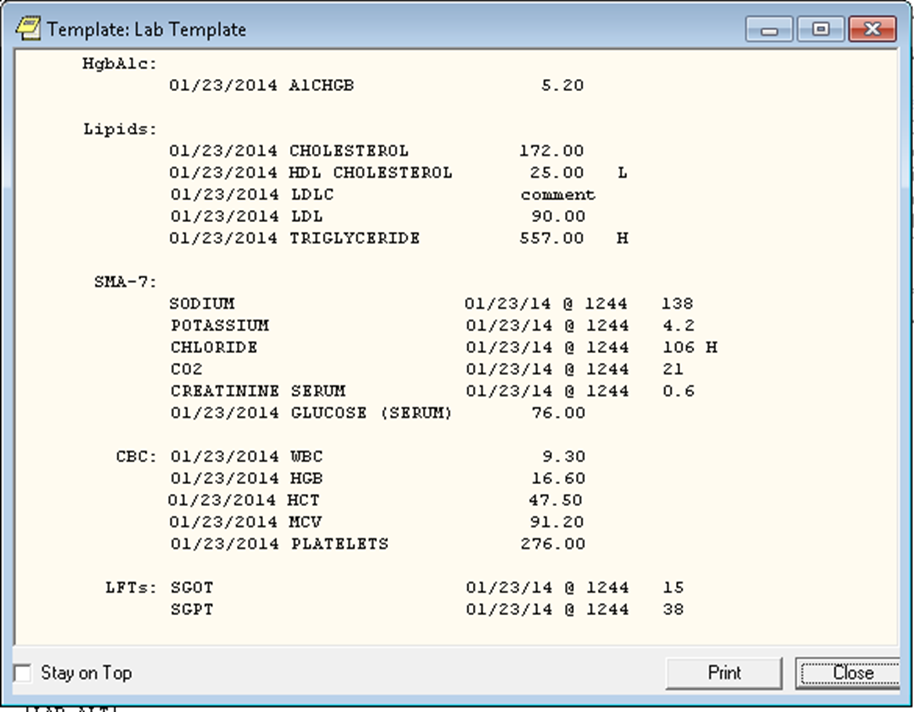 Template: Lab Template
HgbAlc:
01/23/2014 A1CHGB 5.20
Lipids:
01/23/2014 CHOLESTEROL 172.00
01/23/2014 HDL CHOLESTEROL 25.00 L
01/23/2014 LDLC comment
01/23/2014 LDL 90.00
01/23/2014 TRIGLYCERIDE 557.00 H
SMA-7:
SODIUM 01/23/14 @ 1244 138
POTASSIUM 01/23/14 @ 1244 4.2
CHLORIDE 01/23/14 @ 1244 106 H
CO2 01/23/14 @ 1244 21
CREATININE SERUM 01/23/14 @ 1244 0.6
01/23/2014 GLUCOSE (SERUM) 76.00
CBC: 01/23/2014 WBC 9.30
01/23/2014 HGB 16.60
01/23/2014 HCT 47.50
01/23/2014 MCV 91.20
01/23/2014 PLATELETS 276.00
LFTs: SGOT 01/23/14 @ 1244 15
SGPT 01/23/14 @ 1244 38
Stay on Top Print Close